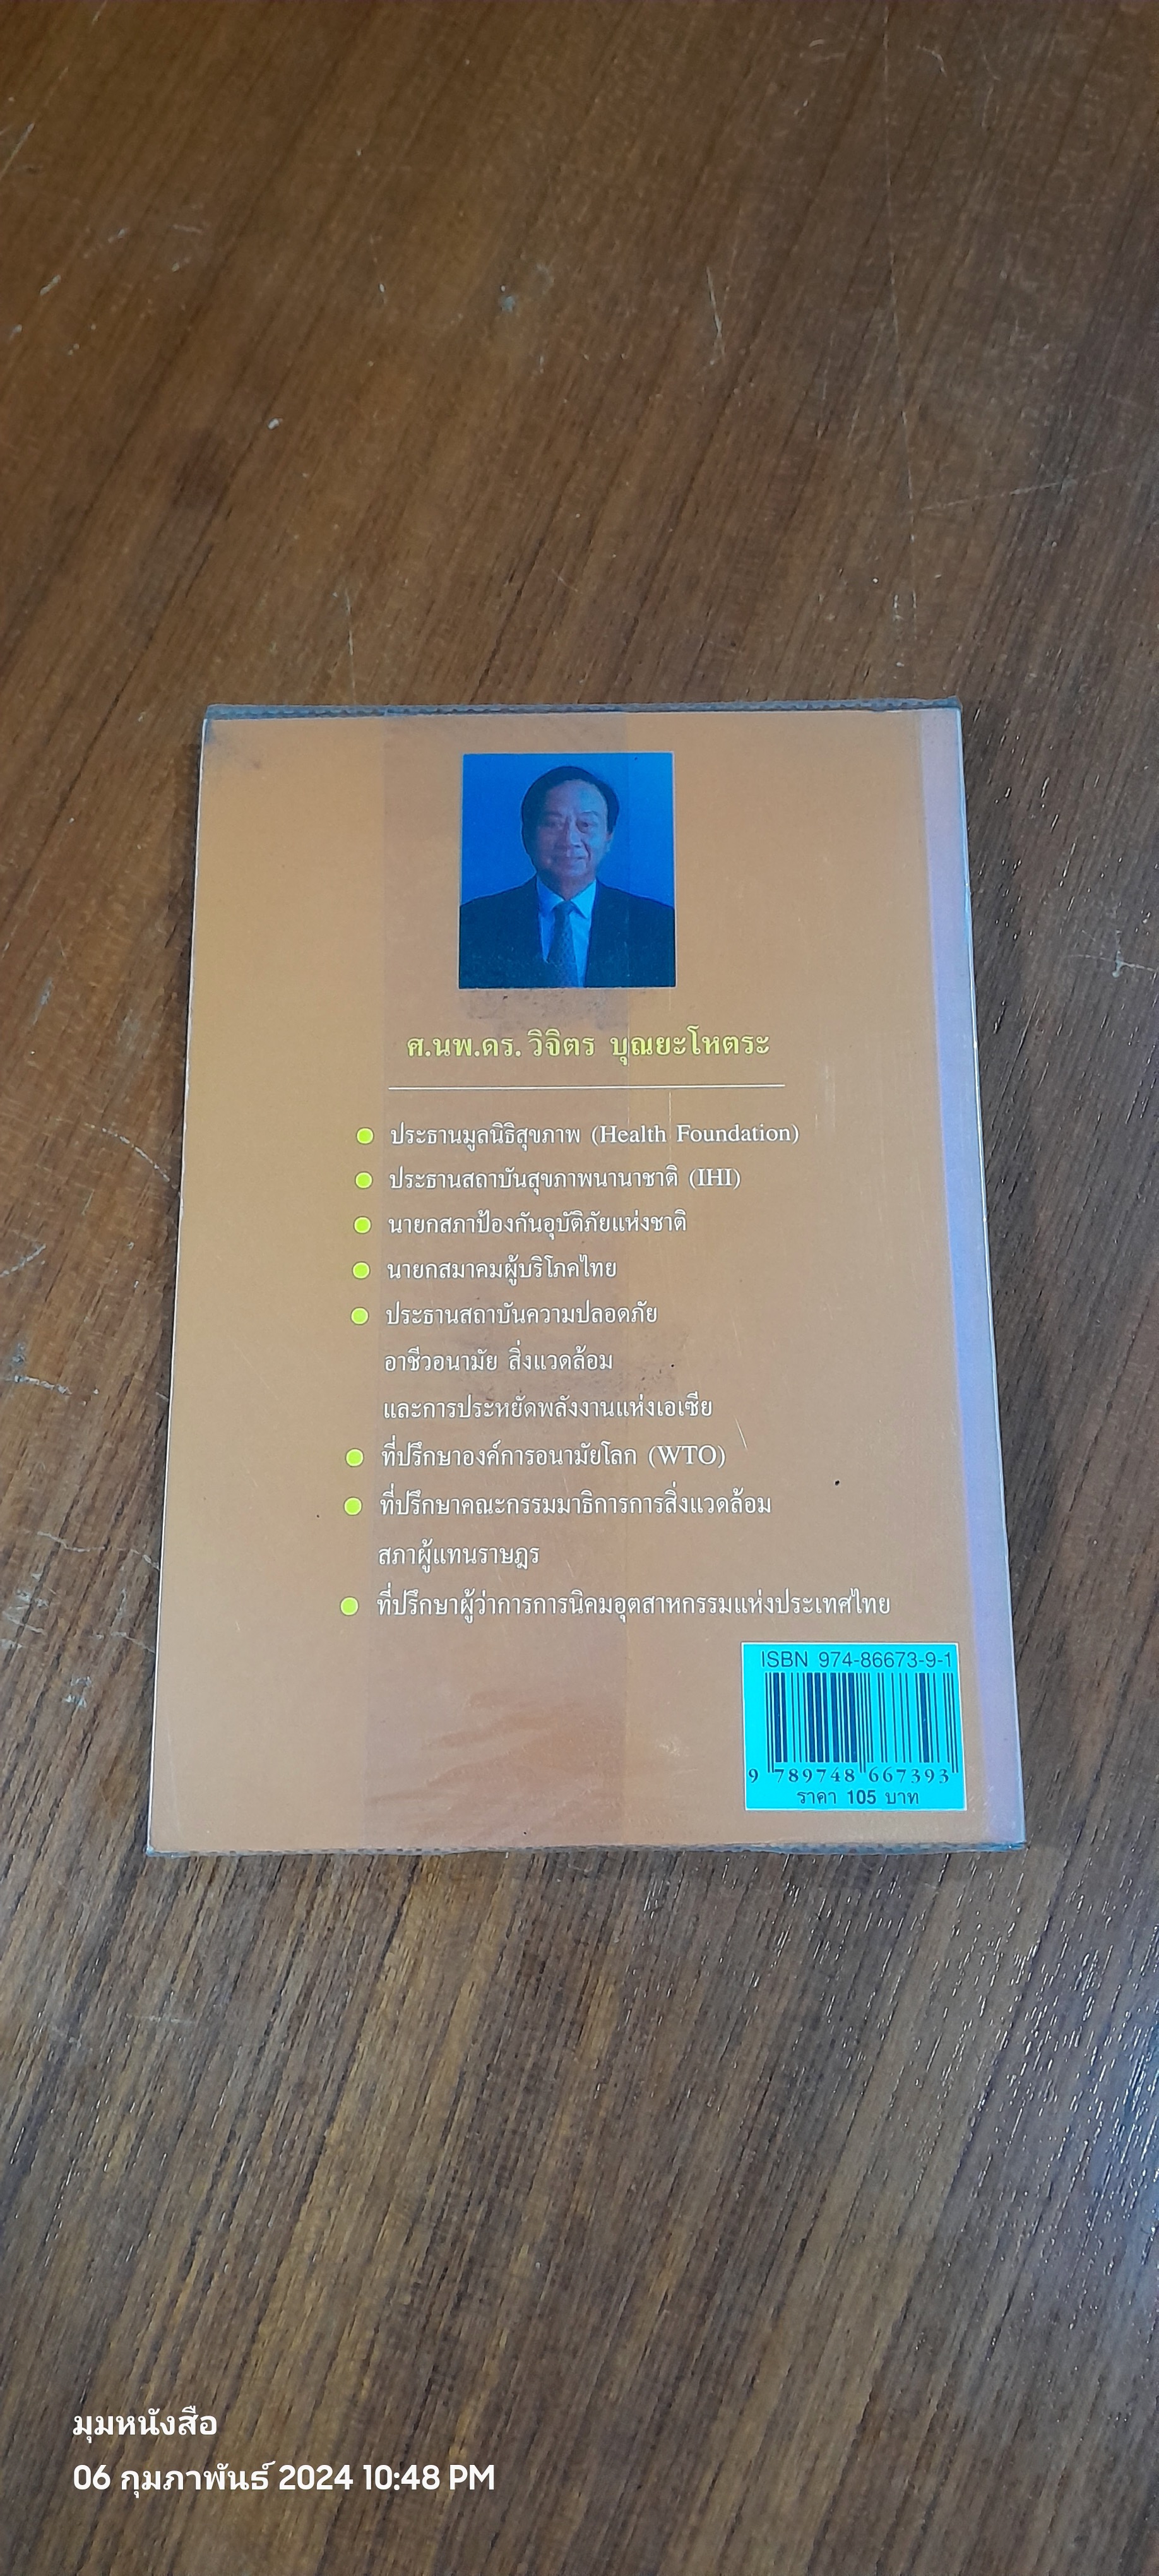 ศ.นพ.ดร. วิจิตร บุณยะโหตระ
ประธานมูลนิธิสุขภาพ (Health Foundation)
ประธานสถาบันสุขภาพนานาชาติ (IHI)
นายกสภาป้องกันอุบัติภัยแห่งชาติ
นายกสมาคมผู้บริโภคไทย
ประธานสถาบันความปลอดภัย
อาชีวอนามัย สิ่งแวดล้อม
และการประหยัดพลังงานแห่งเอเซีย
ที่ปรึกษาองค์การอนามัยโลก (WTO)
ที่ปรึกษาคณะกรรมมาธิการการสิ่งแวดล้อม
สภาผู้แทนราษฎร
ที่ปรึกษาผู้ว่าการการนิคมอุตสาหกรรมแห่งประเทศไทย
ISBN 974-86673-9-1
9 789748 667393
ราคา 105 บาท
มุมหนังสือ
06 กุมภาพันธ์ 2024 10:48 PM